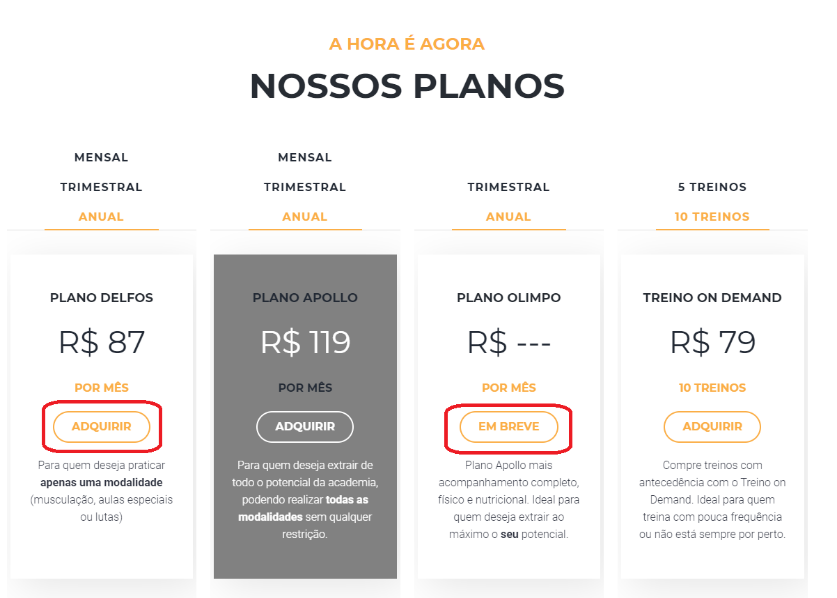 A HORA É AGORA
NOSSOS PLANOS
MENSAL
TRIMESTRAL
ANUAL
PLANO DELFOS
R$ 87
POR MÊS
ADQUIRIR
Para quem deseja praticar
apenas uma modalidade
(musculação, aulas especiais
ou lutas)
MENSAL
TRIMESTRAL
ANUAL
PLANO APOLLO
R$ 119
POR MÊS
ADQUIRIR
Para quem deseja extrair de
todo o potencial da academia,
podendo realizar todas as
modalidades sem qualquer
restrição.
TRIMESTRAL
ANUAL
PLANO OLIMPO
R$ ---
POR MÊS
EM BREVE
Plano Apollo mais
acompanhamento completo,
físico e nutricional. Ideal para
quem deseja extrair ao
máximo o seu potencial.
5 TREINOS
10 TREINOS
TREINO ON DEMAND
R$ 79
10 TREINOS
ADQUIRIR
Compre treinos com
antecedência com o Treino on
Demand. Ideal para quem
treina com pouca frequência
ou não está sempre por perto.